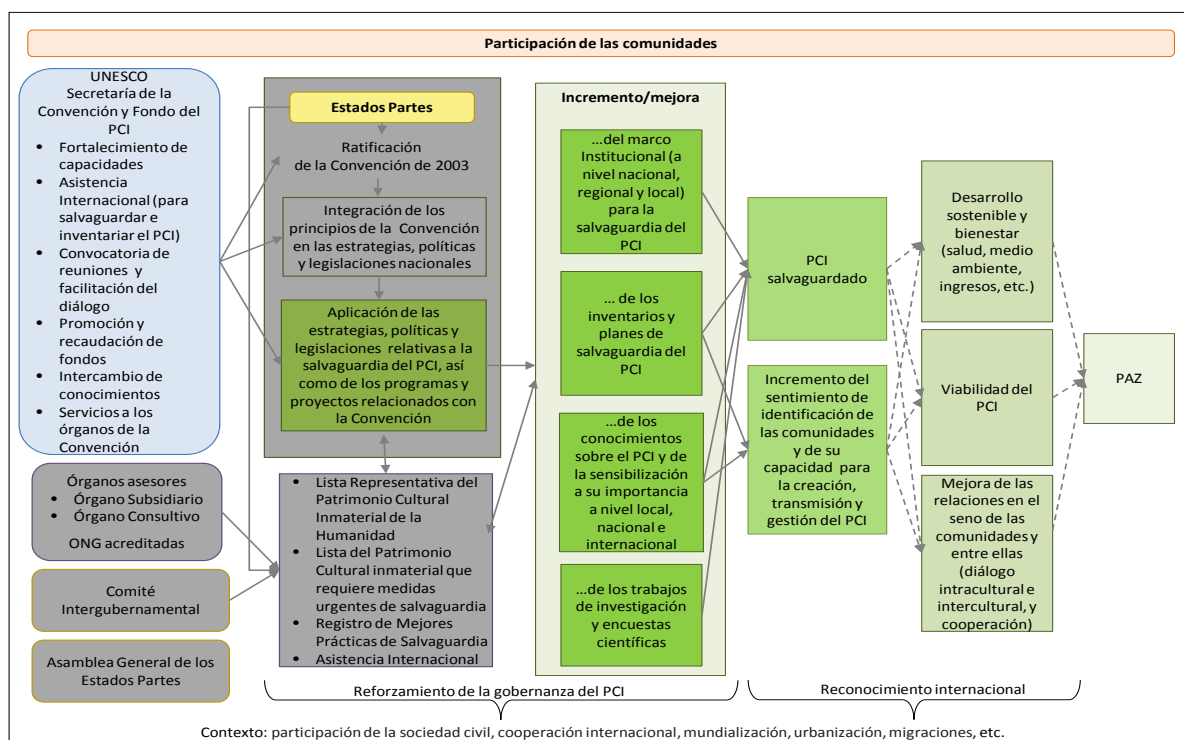 Participación de las comunidades
UNESCO
Secretaría de la
Convención y Fondo del
PCI
• Fortalecimiento de
capacidades
• Asistencia
Internacional (para
salvaguardar e
inventariar el PCI)
• Convocatoria de
reuniones y
facilitación del
diálogo
• Promoción y
recaudación de
fondos
• Intercambio de
conocimientos
• Servicios a los
órganos de la
Convención
Órganos asesores
• Órgano Subsidiario
• Órgano Consultivo
ONG acreditadas
Comité
Intergubernamental
Asamblea General de los
Estados Partes
Estados Partes
Ratificación
de la Convención de 2003
Integración de los
principios de la Convención
en las estrategias, políticas
y legislaciones nacionales
Aplicación de las
estrategias, políticas y
legislaciones relativas a la
salvaguardia del PCI, así
como de los programas y
proyectos relacionados con
la Convención
• Lista Representativa del
Patrimonio Cultural
Inmaterial de la
Humanidad
• Lista del Patrimonio
Cultural inmaterial que
requiere medidas
urgentes de salvaguardia
• Registro de Mejores
Prácticas de Salvaguardia
• Asistencia Internacional
Incremento/mejora
...del marco
Institucional (a
nivel nacional,
regional y local)
para la
salvaguardia del
PCI
... de los
inventarios y
planes de
salvaguardia del
PCI
...de los
conocimientos
sobre el PCI y de la
sensibilización a
su importancia a
nivel local,
nacional e
internacional
...de los trabajos
de investigación
y encuestas
científicas
PCI
salvaguardado
Incremento del
sentimiento de
identificación de
las comunidades
y de su
capacidad para
la creación,
transmisión y
gestión del PCI
Desarrollo
sostenible y
bienestar
(salud, medio
ambiente,
ingresos, etc.)
Viabilidad del
PCI
Mejora de las
relaciones en el
seno de las
comunidades y
entre ellas
(diálogo
intracultural e
intercultural, y
cooperación)
PAZ
Reforzamiento de la gobernanza del PCI
Reconocimiento internacional
Contexto: participación de la sociedad civil, cooperación internacional, mundialización, urbanización, migraciones, etc.